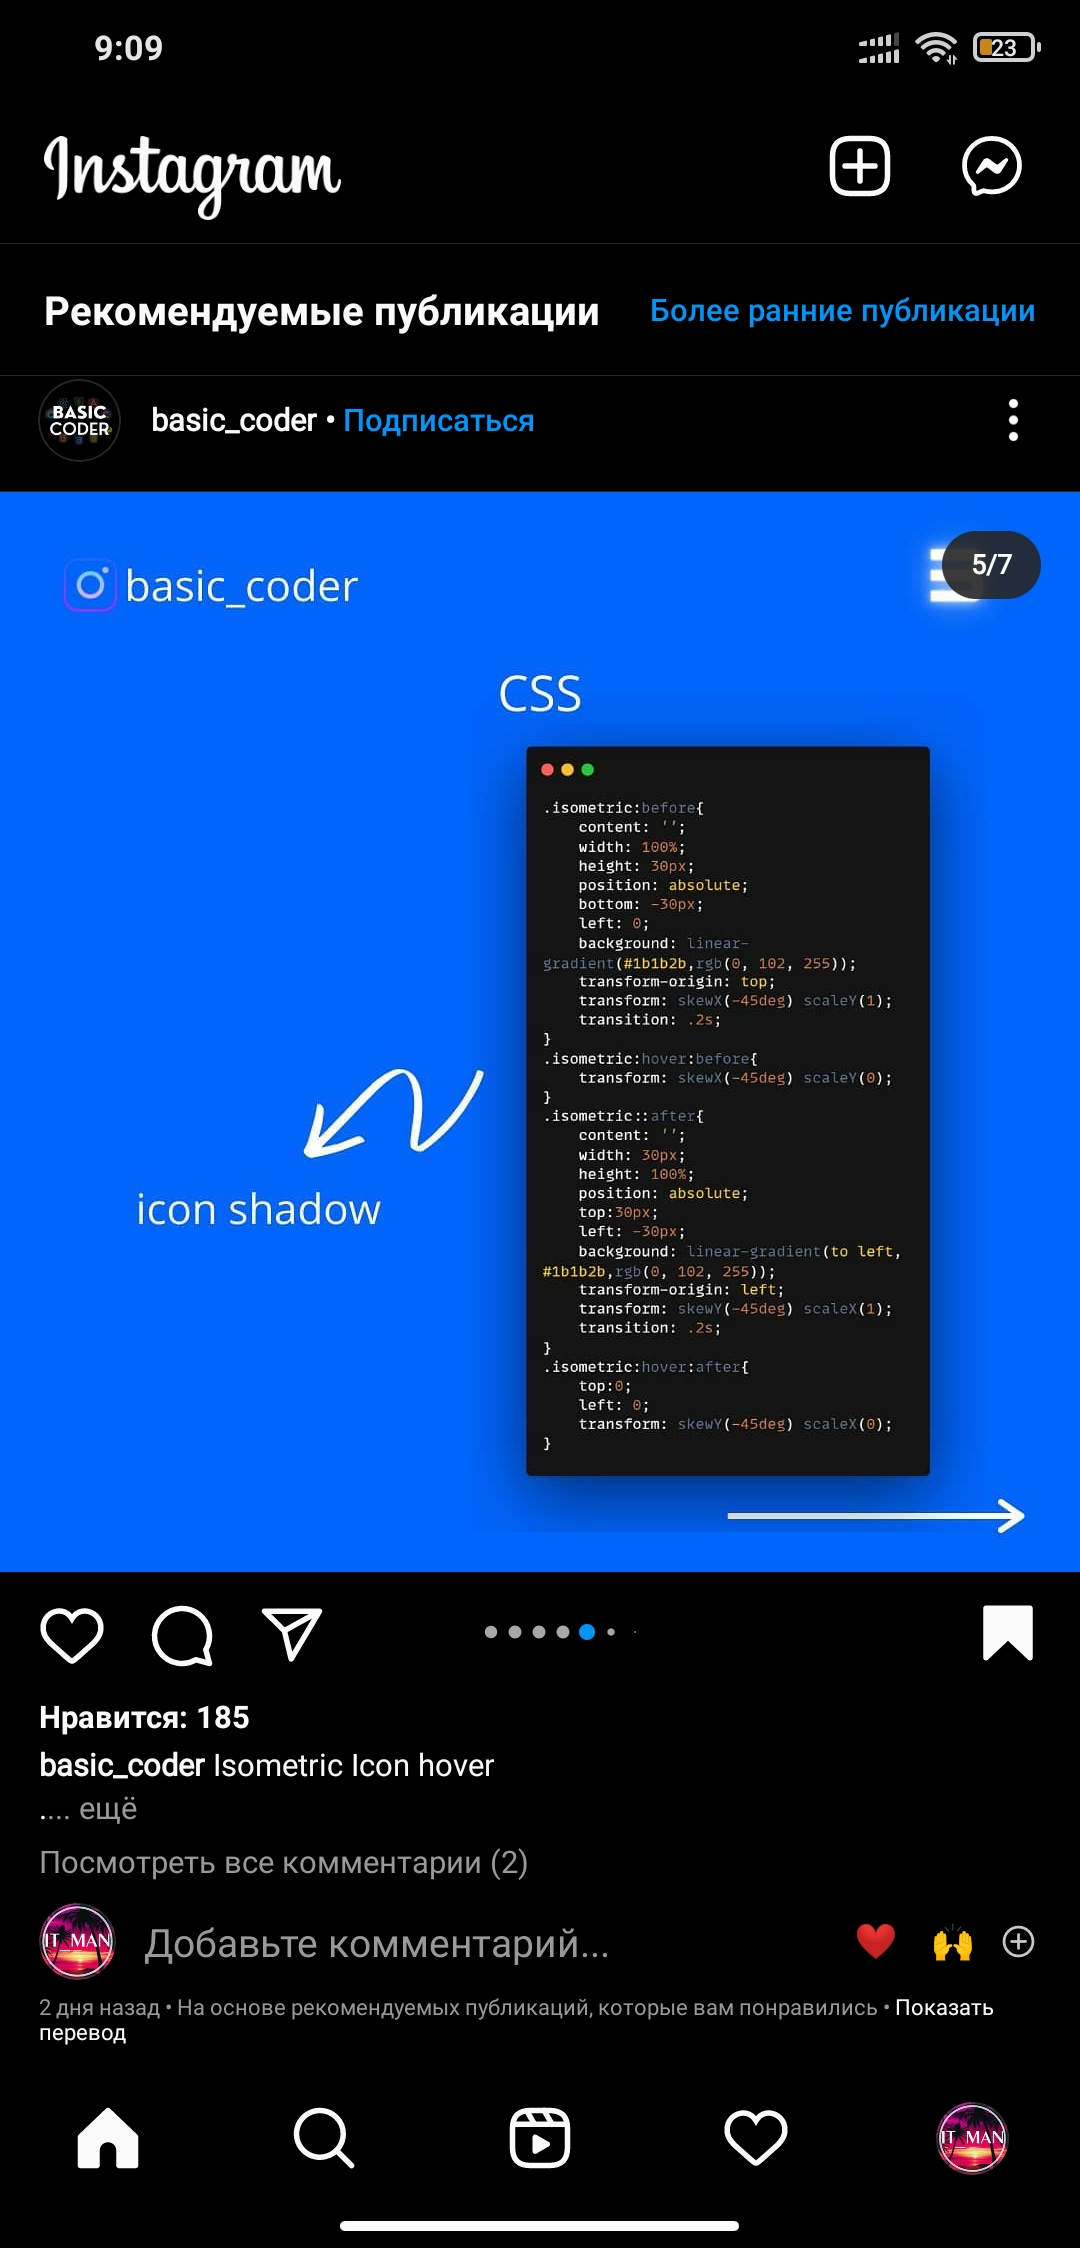 9:09
23
Instagram
Рекомендуемые публикации Более ранние публикации
BASIC
CODER
basic_coder • Подписаться
basic_coder
5/7
CSS
.isometric:before{
    content: '';
    width: 100%;
    height: 30px;
    position: absolute;
    bottom: -30px;
    left: 0;
    background: linear-
gradient(#1b1b2b,rgb(0, 102, 255));
    transform-origin: top;
    transform: skewX(-45deg) scaleY(1);
    transition: .2s;
}
.isometric:hover:before{
    transform: skewX(-45deg) scaleY(0);
}
.isometric::after{
    content: '';
    width: 30px;
    height: 100%;
    position: absolute;
    top:30px;
    left: -30px;
    background: linear-gradient(to left,
#1b1b2b,rgb(0, 102, 255));
    transform-origin: left;
    transform: skewY(-45deg) scaleX(1);
    transition: .2s;
}
.isometric:hover:after{
    top:0;
    left: 0;
    transform: skewY(-45deg) scaleX(0);
}
icon shadow
Нравится: 185
basic_coder Isometric Icon hover
.... ещё
Посмотреть все комментарии (2)
IT_MAN
Добавьте комментарий...
2 дня назад • На основе рекомендуемых публикаций, которые вам понравились • Показать
перевод
IT_MAN